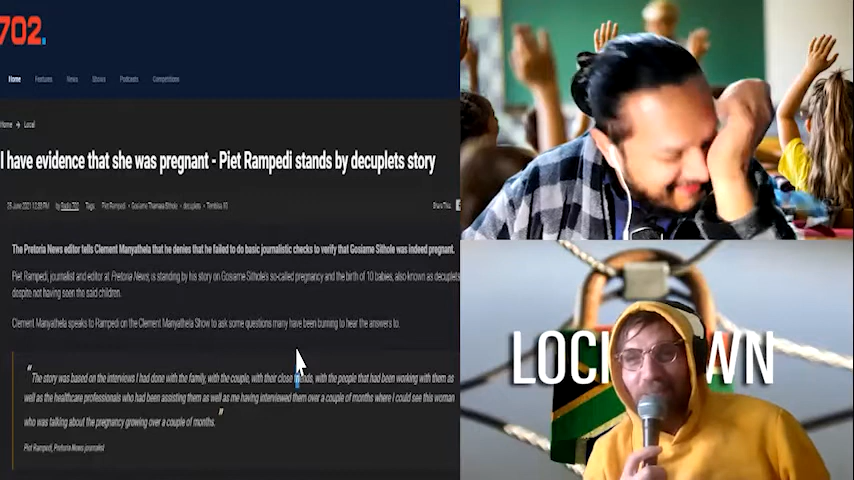 702.
Home Features News Shows Podcasts Competitions
Home → Local
I have evidence that she was pregnant - Piet Rampedi stands by decuplets story
by Radio 702 Tags: Piet Rampedi Gosiame Thamara Sithole decuplets Tembisa 10 Share This:
The Pretoria News editor tells Clement Manyathela that he denies that he failed to do basic journalistic checks to verify that Gosiame Sithole was indeed pregnant.
Piet Rampedi, journalist and editor at Pretoria News, is standing by his story on Gosiame Sithole's so-called pregnancy and the birth of 10 babies, also known as decuplets
despite not having seen the said children.
Clement Manyathela speaks to Rampedi on the Clement Manyathela Show to ask some questions many have been burning to hear the answers to.
" The story was based on the interviews I had done with the family, with the couple, with their close friends, with the people that had been working with them as
well as the healthcare professionals who had been assisting them as well as me having interviewed them over a couple of months where I could see this woman
who was talking about the pregnancy growing over a couple of months. "
Piet Rampedi, Pretoria News journalist
LOC WN